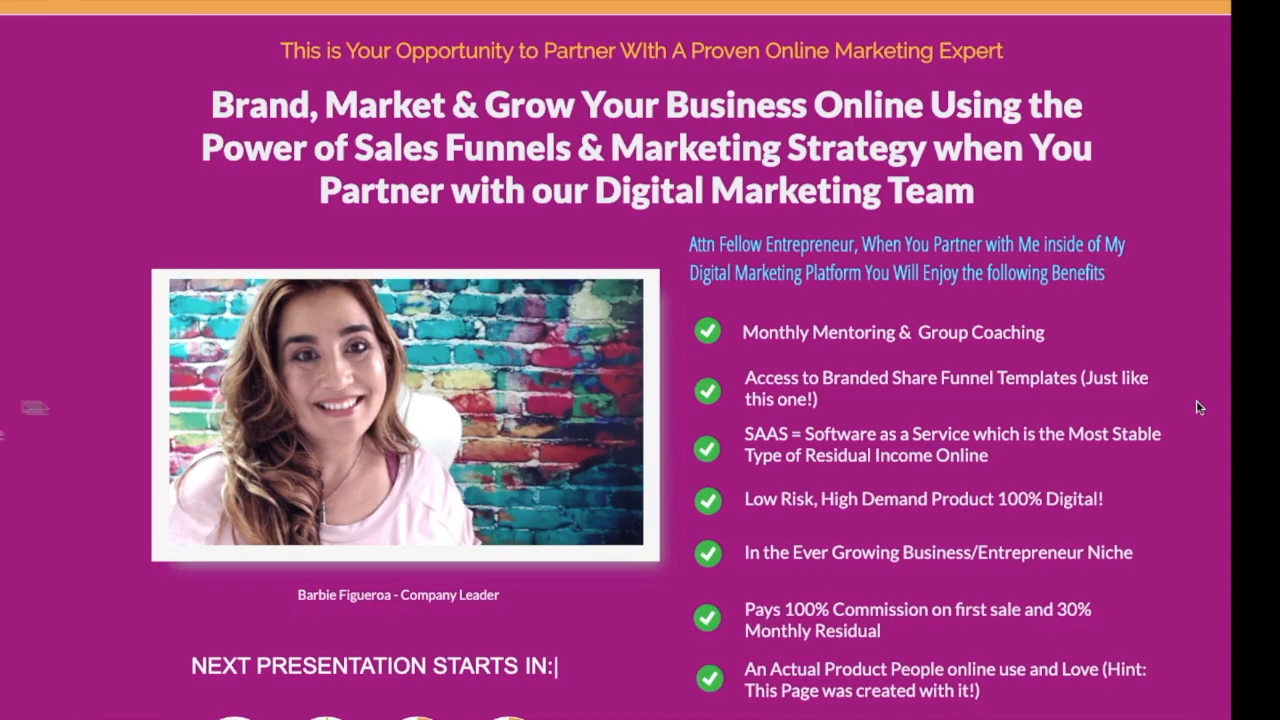 This is Your Opportunity to Partner WIth A Proven Online Marketing Expert
Brand, Market & Grow Your Business Online Using the
Power of Sales Funnels & Marketing Strategy when You
Partner with our Digital Marketing Team
Attn Fellow Entrepreneur, When You Partner with Me inside of My
Digital Marketing Platform You Will Enjoy the following Benefits
Monthly Mentoring & Group Coaching
Access to Branded Share Funnel Templates (Just like
this one!)
SAAS = Software as a Service which is the Most Stable
Type of Residual Income Online
Low Risk, High Demand Product 100% Digital!
In the Ever Growing Business/Entrepreneur Niche
Pays 100% Commission on first sale and 30%
Monthly Residual
An Actual Product People online use and Love (Hint:
This Page was created with it!)
Barbie Figueroa - Company Leader
NEXT PRESENTATION STARTS IN:|